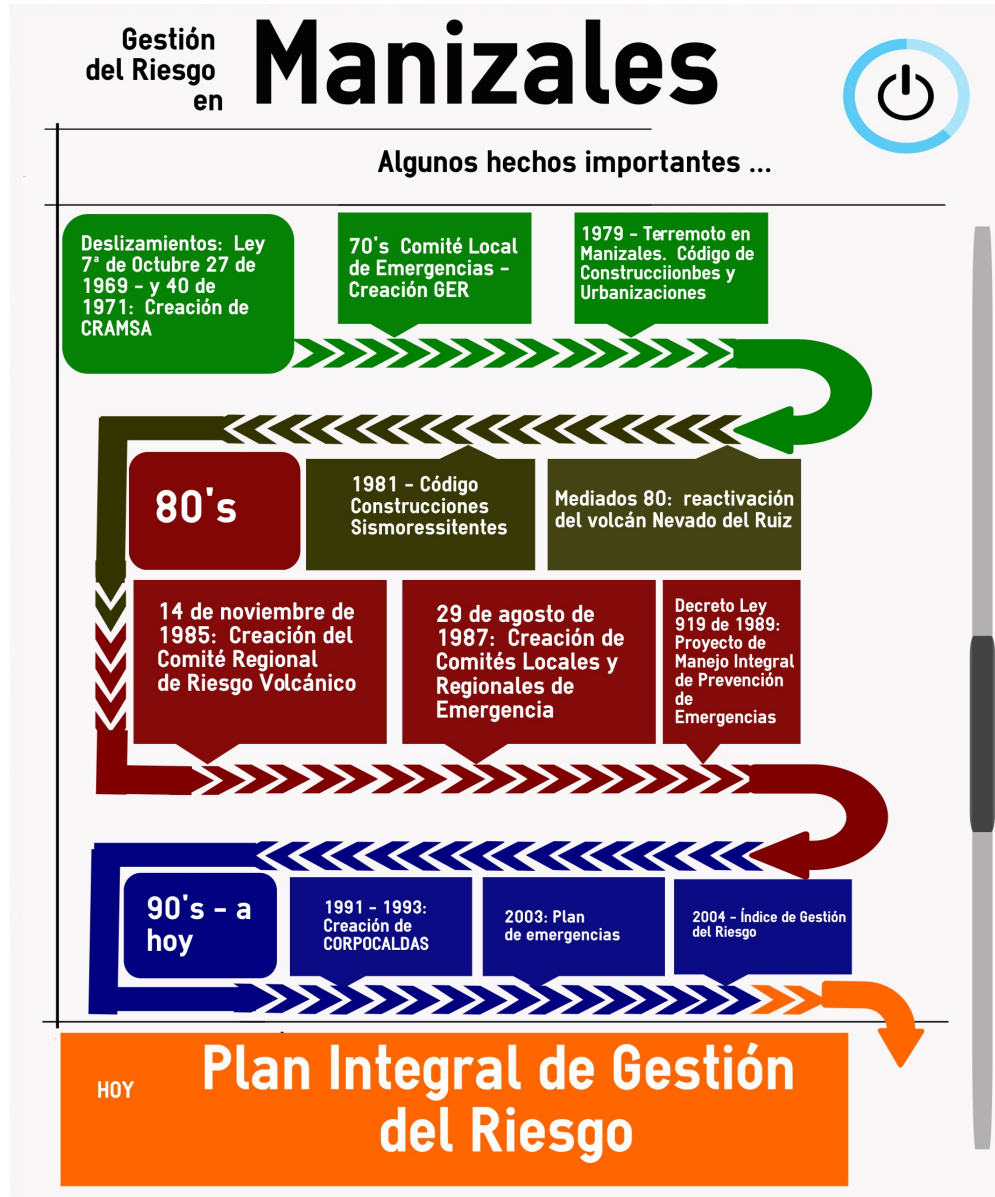 Gestión
del Riesgo
en
Manizales
Algunos hechos importantes ...
Deslizamientos: Ley
7ª de Octubre 27 de
1969 - y 40 de
1971: Creación de
CRAMSA
70's Comité Local
de Emergencias -
Creación GER
1979 - Terremoto en
Manizales. Código de
Construcciionbes y
Urbanizaciones
80's
1981 - Código
Construcciones
Sismoressitentes
Mediados 80: reactivación
del volcán Nevado del Ruiz
14 de noviembre de
1985: Creación del
Comité Regional
de Riesgo Volcánico
29 de agosto de
1987: Creación de
Comités Locales y
Regionales de
Emergencia
Decreto Ley
919 de 1989:
Proyecto de
Manejo Integral
de Prevención
de
Emergencias
90's - a
hoy
1991 - 1993:
Creación de
CORPOCALDAS
2003: Plan
de emergencias
2004 - Índice de Gestión
del Riesgo
HOY
Plan Integral de Gestión
del Riesgo